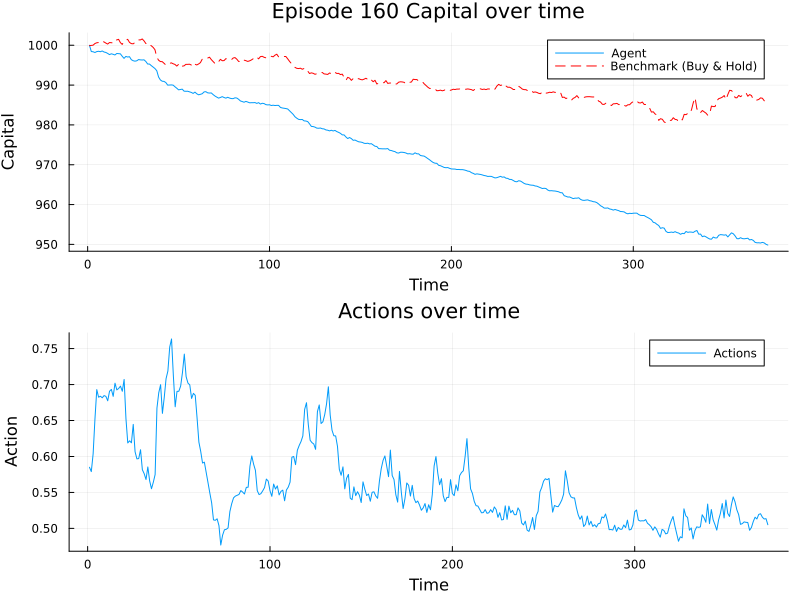 Episode 160 Capital over time
Capital
1000
990
980
970
960
950
Agent
Benchmark (Buy & Hold)
0
100
200
300
Time
Actions over time
Action
0.75
0.70
0.65
0.60
0.55
0.50
Actions
0
100
200
300
Time